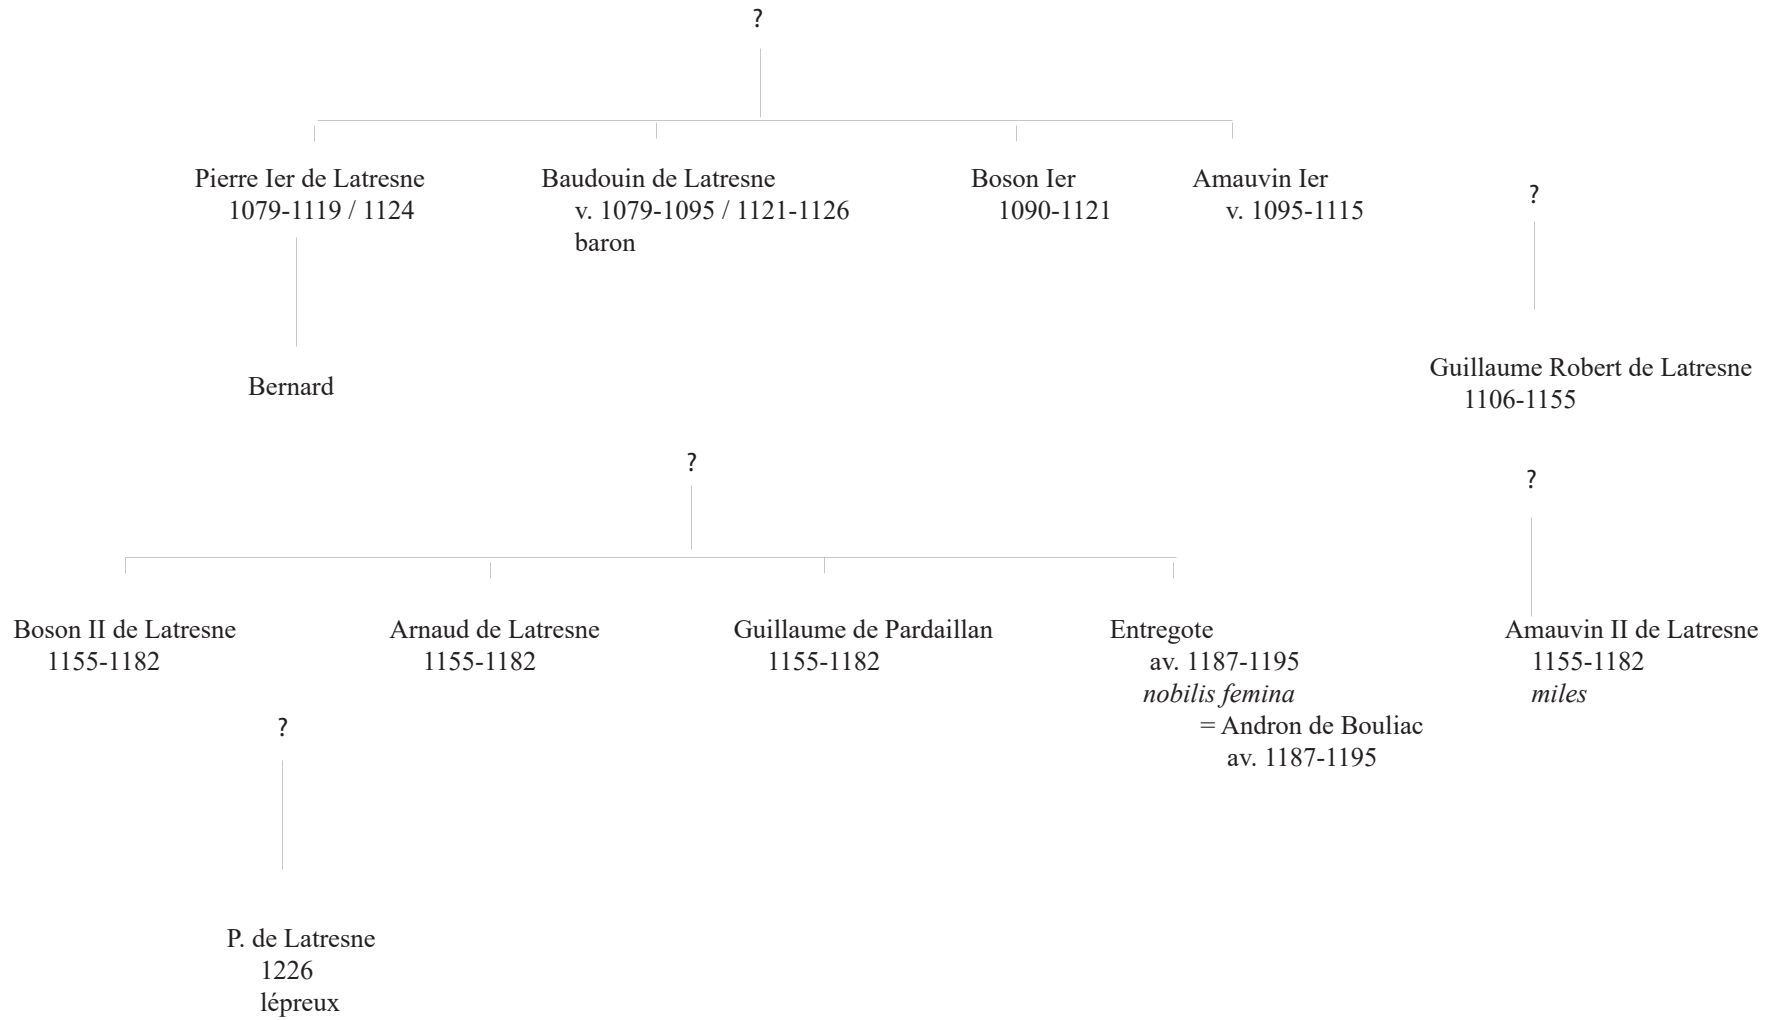 ?
Pierre Ier de Latresne
1079-1119 / 1124
Baudouin de Latresne
v. 1079-1095 / 1121-1126
baron
Boson Ier
1090-1121
Amauvin Ier
v. 1095-1115
?
Bernard
Guillaume Robert de Latresne
1106-1155
?
?
Boson II de Latresne
1155-1182
Arnaud de Latresne
1155-1182
Guillaume de Pardaillan
1155-1182
Entregote
av. 1187-1195
nobilis femina
= Andron de Bouliac
av. 1187-1195
Amauvin II de Latresne
1155-1182
miles
?
P. de Latresne
1226
lépreux